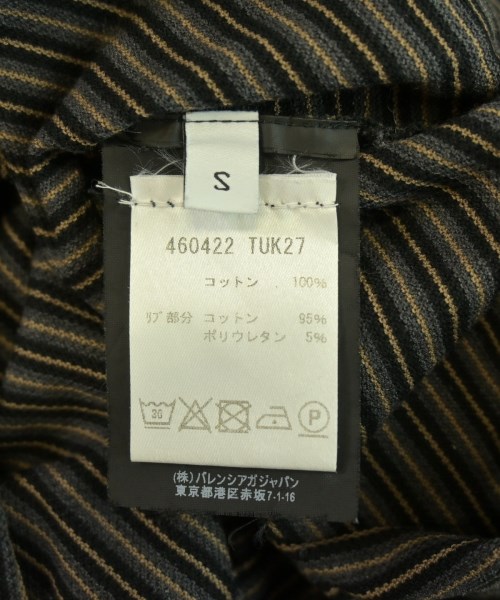 S
460422 TUK27
コットン 100%
リブ部分 コットン 95%
ポリウレタン 5%
30
P
(株)バレンシアガジャパン
東京都港区赤坂7-1-16